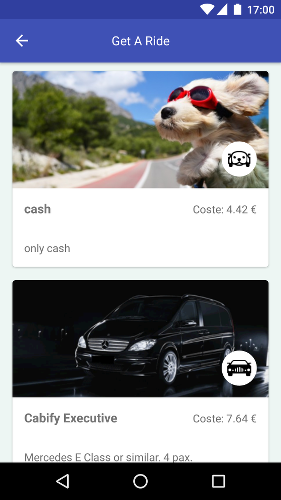 17:00
Get A Ride
cash
Coste: 4.42 €
only cash
Cabify Executive
Coste: 7.64 €
Mercedes E Class or similar. 4 pax.